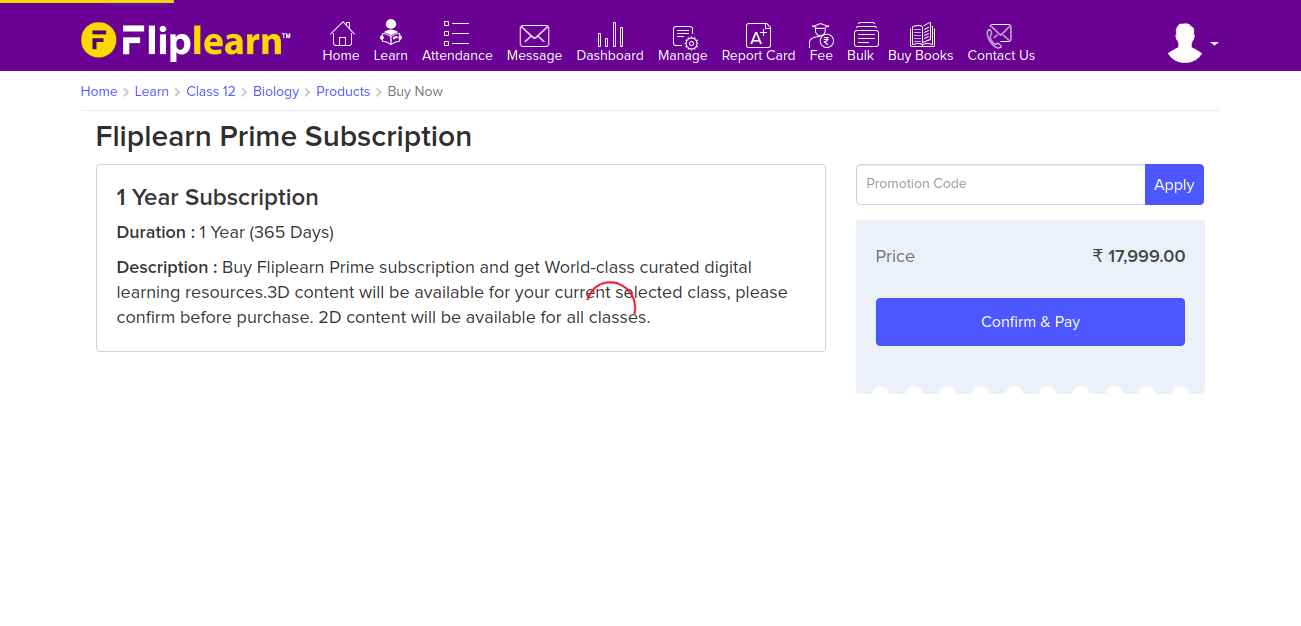 Fliplearn™
Home Learn Attendance Message Dashboard Manage Report Card Fee Bulk Buy Books Contact Us
Home > Learn > Class 12 > Biology > Products > Buy Now
Fliplearn Prime Subscription
1 Year Subscription
Duration : 1 Year (365 Days)
Description : Buy Fliplearn Prime subscription and get World-class curated digital
learning resources.3D content will be available for your current selected class, please
confirm before purchase. 2D content will be available for all classes.
Promotion Code Apply
Price ₹ 17,999.00
Confirm & Pay